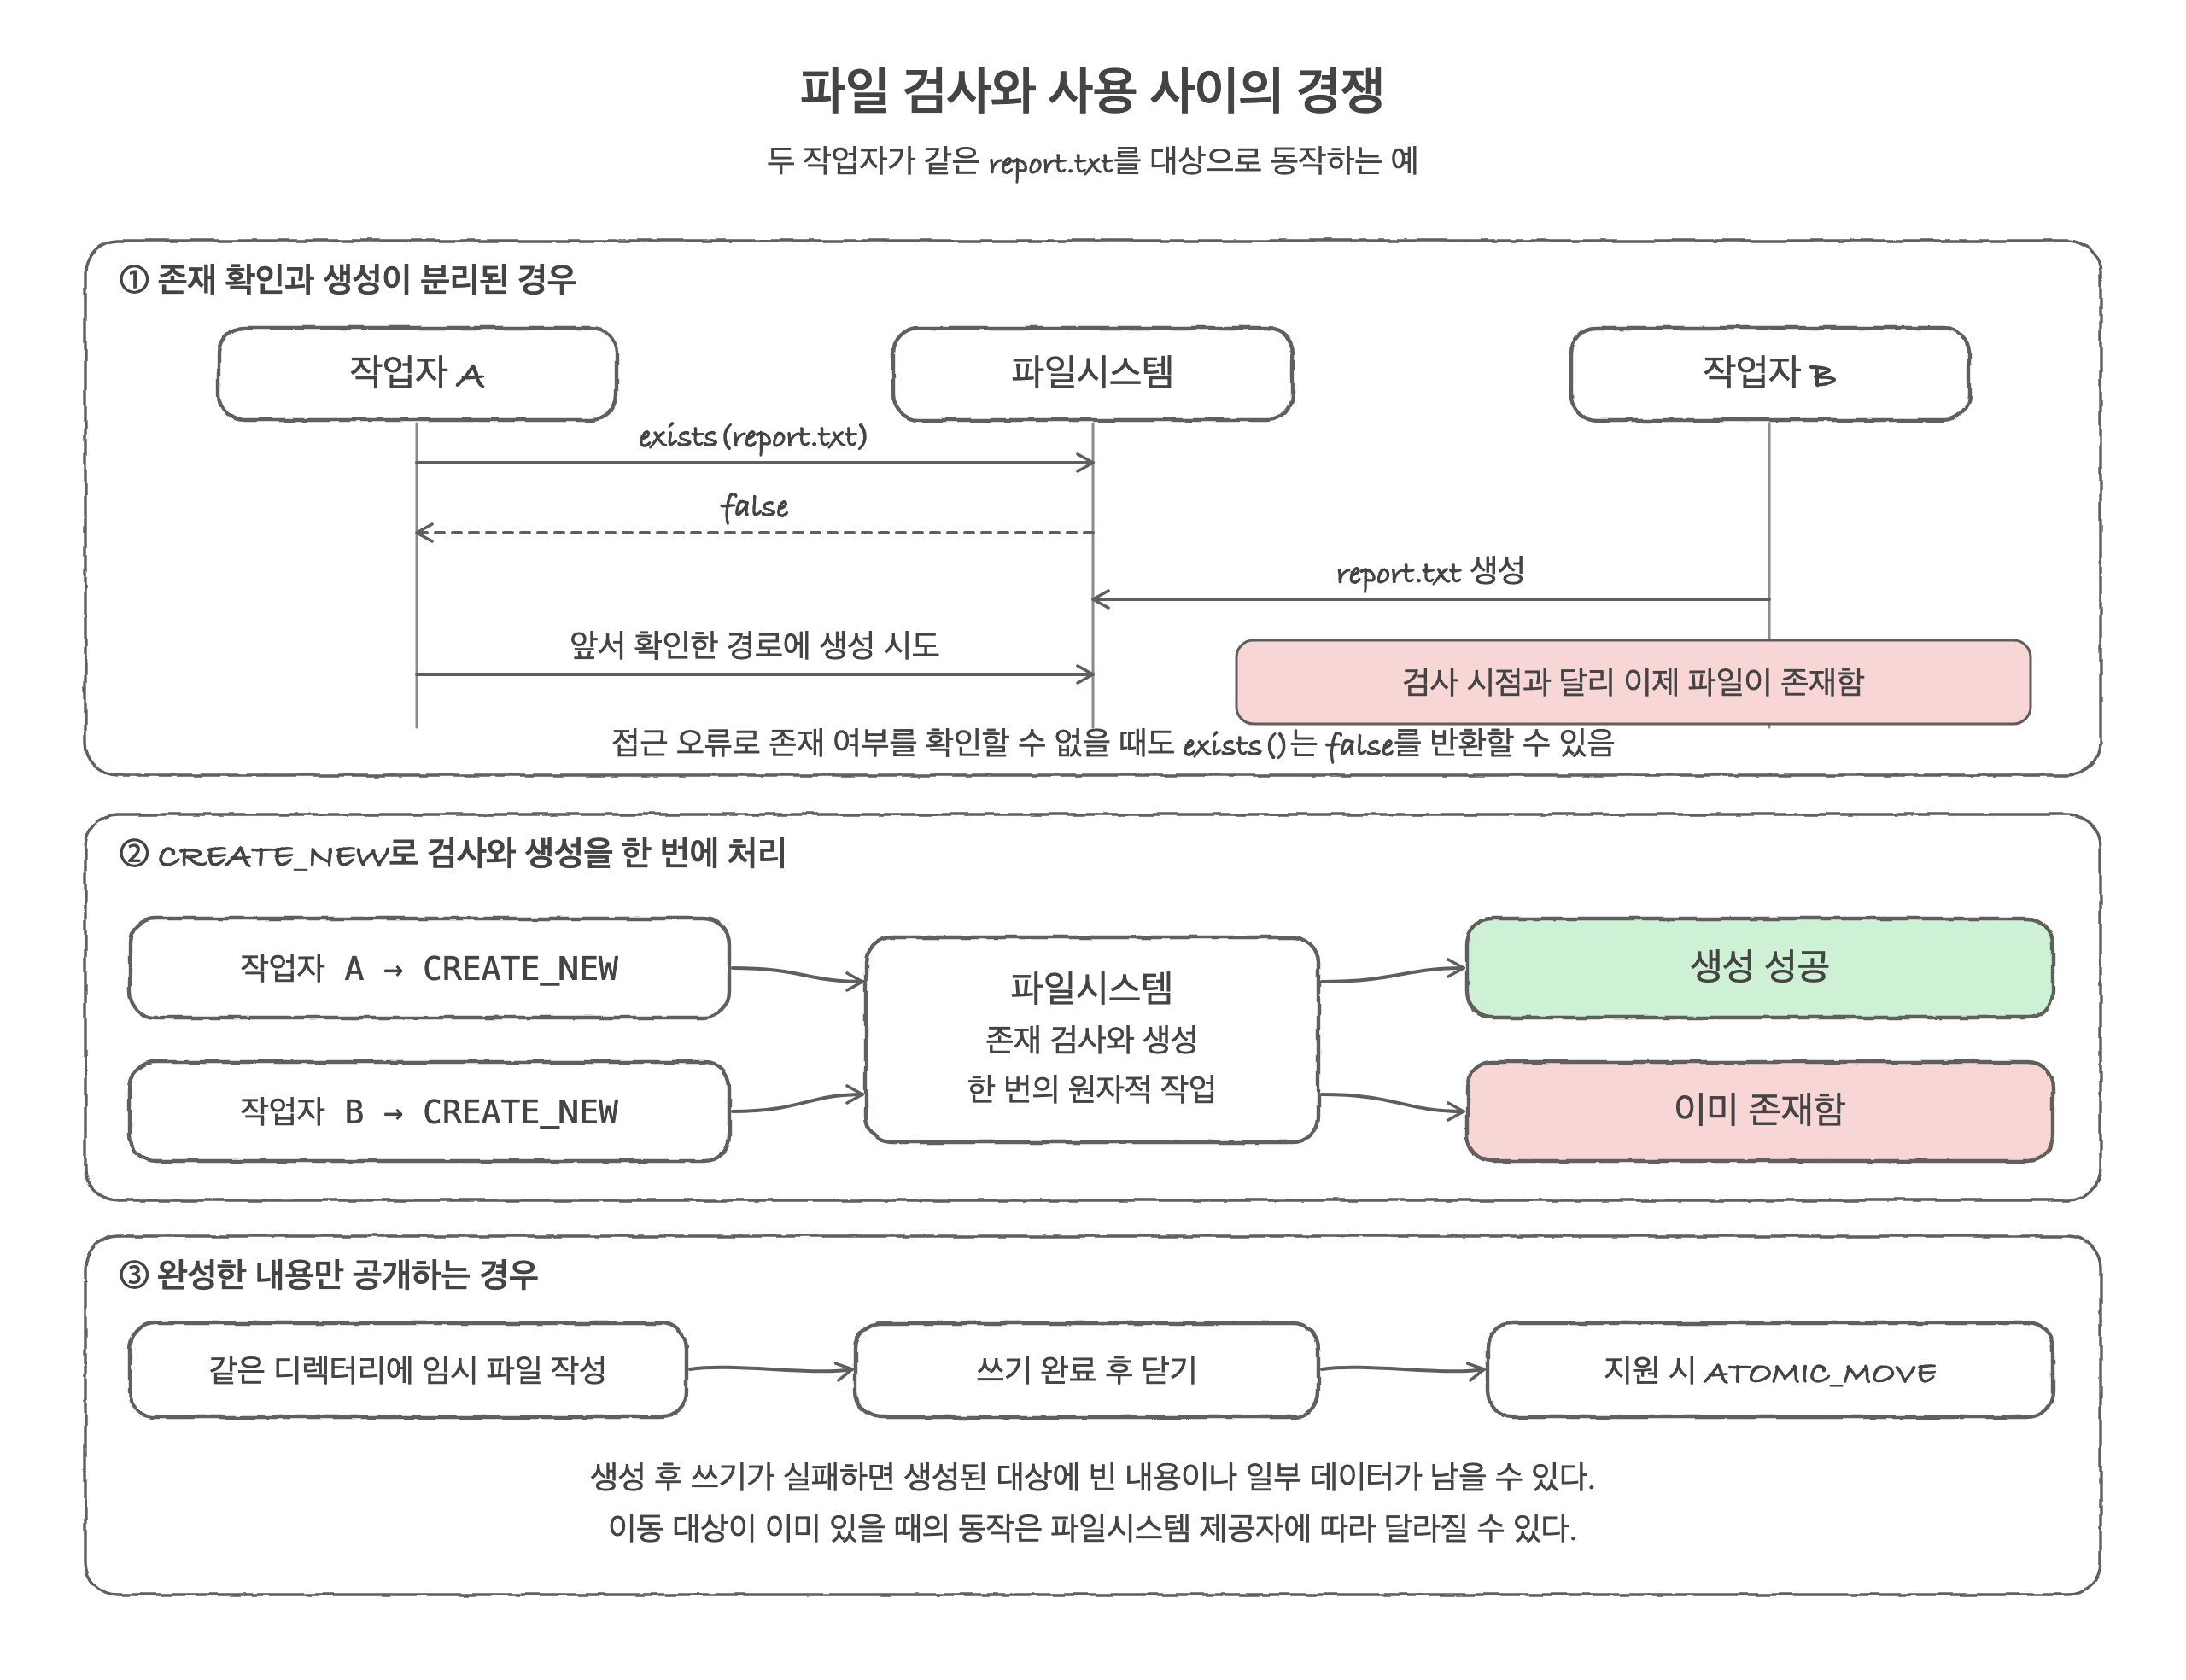 파일 검사와 사용 사이의 경쟁
두 작업자가 같은 report.txt를 대상으로 동작하는 예
① 존재 확인과 생성이 분리된 경우
작업자 A
파일시스템
작업자 B
exists(report.txt)
false
report.txt 생성
앞서 확인한 경로에 생성 시도
검사 시점과 달리 이제 파일이 존재함
접근 오류로 존재 여부를 확인할 수 없을 때도 exists()는 false를 반환할 수 있음
② CREATE_NEW로 검사와 생성을 한 번에 처리
작업자 A → CREATE_NEW
작업자 B → CREATE_NEW
파일시스템
존재 검사와 생성
한 번의 원자적 작업
생성 성공
이미 존재함
③ 완성한 내용만 공개하는 경우
같은 디렉터리에 임시 파일 작성
쓰기 완료 후 닫기
지원 시 ATOMIC_MOVE
생성 후 쓰기가 실패하면 생성된 대상에 빈 내용이나 일부 데이터가 남을 수 있다.
이동 대상이 이미 있을 때의 동작은 파일시스템 제공자에 따라 달라질 수 있다.